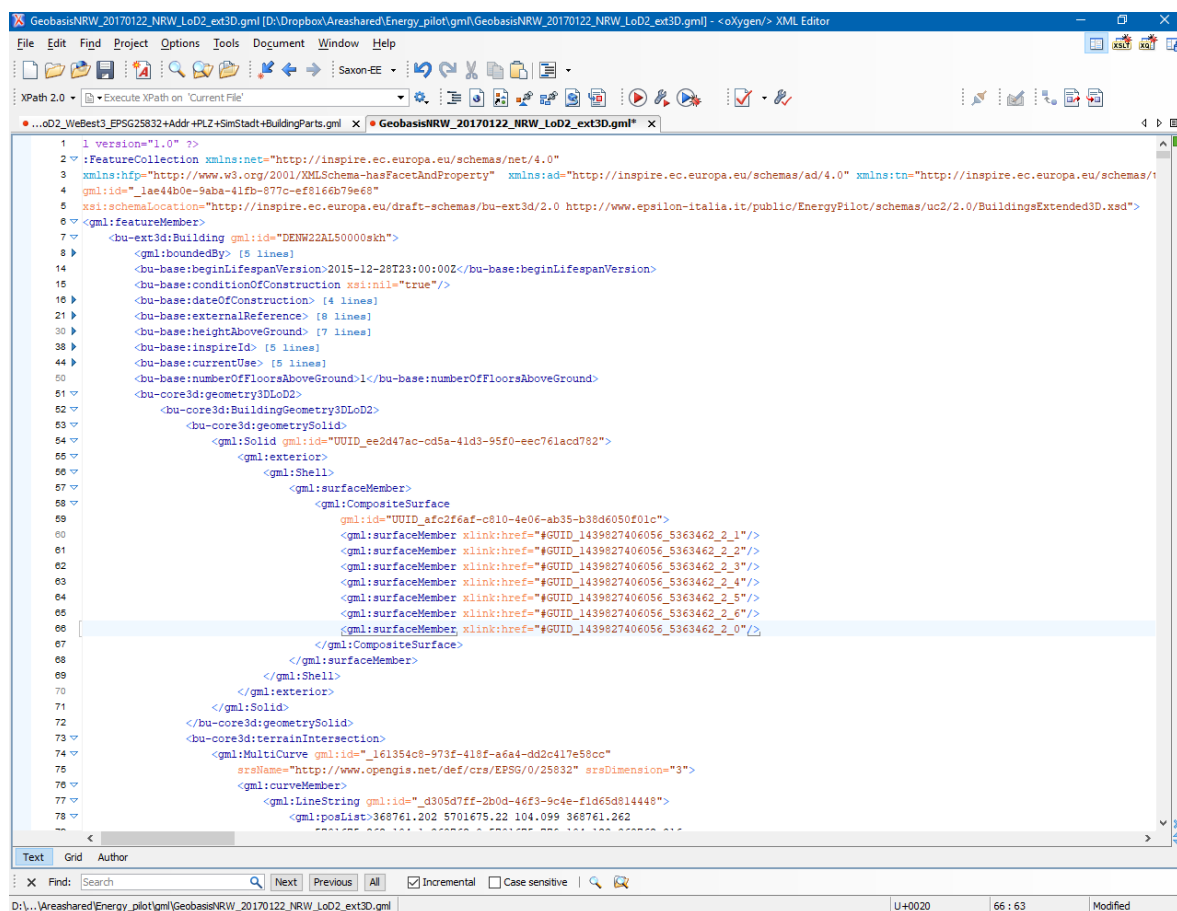 GeobasisNRW_20170122_NRW_LoD2_ext3D.gml [D:\Dropbox\Areashared\Energy_pilot\gml\GeobasisNRW_20170122_NRW_LoD2_ext3D.gml] - <oXygen/> XML Editor
File Edit Find Project Options Tools Document Window Help
XSLT XQ
Saxon-EE
XPath 2.0 Execute XPath on 'Current File'
...oD2_WeBest3_EPSG25832+Addr+PLZ+SimStadt+BuildingParts.gml x GeobasisNRW_20170122_NRW_LoD2_ext3D.gml* x
1 l version="1.0" ?>
2 :FeatureCollection xmlns:net="http://inspire.ec.europa.eu/schemas/net/4.0"
3 xmlns:hfp="http://www.w3.org/2001/XMLSchema-hasFacetAndProperty" xmlns:ad="http://inspire.ec.europa.eu/schemas/ad/4.0" xmlns:tn="http://inspire.ec.europa.eu/schemas/t
4 gml:id="_1ae44b0e-9aba-41fb-877c-ef8166b79e68"
5 xsi:schemaLocation="http://inspire.ec.europa.eu/draft-schemas/bu-ext3d/2.0 http://www.epsilon-italia.it/public/EnergyPilot/schemas/uc2/2.0/BuildingsExtended3D.xsd">
6 <gml:featureMember>
7 <bu-ext3d:Building gml:id="DENW22AL50000skh">
8 <gml:boundedBy> [5 lines]
14 <bu-base:beginLifespanVersion>2015-12-28T23:00:00Z</bu-base:beginLifespanVersion>
15 <bu-base:conditionOfConstruction xsi:nil="true"/>
16 <bu-base:dateOfConstruction> [4 lines]
21 <bu-base:externalReference> [8 lines]
30 <bu-base:heightAboveGround> [7 lines]
38 <bu-base:inspireId> [5 lines]
44 <bu-base:currentUse> [5 lines]
50 <bu-base:numberOfFloorsAboveGround>1</bu-base:numberOfFloorsAboveGround>
51 <bu-core3d:geometry3DLoD2>
52 <bu-core3d:BuildingGeometry3DLoD2>
53 <bu-core3d:geometrySolid>
54 <gml:Solid gml:id="UUID_ee2d47ac-cd5a-41d3-95f0-eec761acd782">
55 <gml:exterior>
56 <gml:Shell>
57 <gml:surfaceMember>
58 <gml:CompositeSurface
59 gml:id="UUID_afc2f6af-c810-4e06-ab35-b38d6050f01c">
60 <gml:surfaceMember xlink:href="#GUID_1439827406056_5363462_2_1"/>
61 <gml:surfaceMember xlink:href="#GUID_1439827406056_5363462_2_2"/>
62 <gml:surfaceMember xlink:href="#GUID_1439827406056_5363462_2_3"/>
63 <gml:surfaceMember xlink:href="#GUID_1439827406056_5363462_2_4"/>
64 <gml:surfaceMember xlink:href="#GUID_1439827406056_5363462_2_5"/>
65 <gml:surfaceMember xlink:href="#GUID_1439827406056_5363462_2_6"/>
66 <gml:surfaceMember xlink:href="#GUID_1439827406056_5363462_2_0"/>
67 </gml:CompositeSurface>
68 </gml:surfaceMember>
69 </gml:Shell>
70 </gml:exterior>
71 </gml:Solid>
72 </bu-core3d:geometrySolid>
73 <bu-core3d:terrainIntersection>
74 <gml:MultiCurve gml:id="_161354c8-973f-418f-a6a4-dd2c417e58cc"
75 srsName="http://www.opengis.net/def/crs/EPSG/0/25832" srsDimension="3">
76 <gml:curveMember>
77 <gml:LineString gml:id="_d305d7ff-2b0d-46f3-9c4e-f1d65d814448">
78 <gml:posList>368761.202 5701675.22 104.099 368761.262
Text Grid Author
X Find: Search Next Previous All Incremental Case sensitive
D:\...\Areashared\Energy_pilot\gml\GeobasisNRW_20170122_NRW_LoD2_ext3D.gml U+0020 66 : 63 Modified